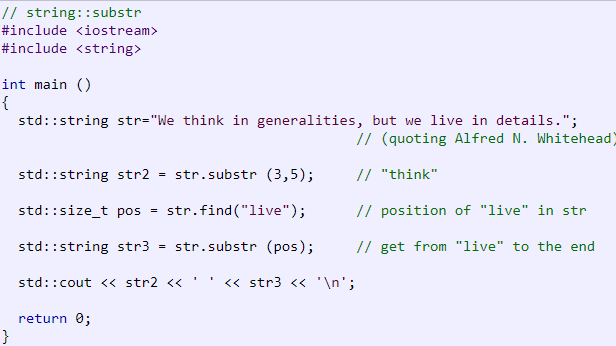 // string::substr
#include <iostream>
#include <string>
int main ()
{
std::string str="We think in generalities, but we live in details.";
// (quoting Alfred N. Whitehead)
std::string str2 = str.substr (3,5); // "think"
std::size_t pos = str.find("live"); // position of "live" in str
std::string str3 = str.substr (pos); // get from "live" to the end
std::cout << str2 << ' ' << str3 << '\n';
return 0;
}